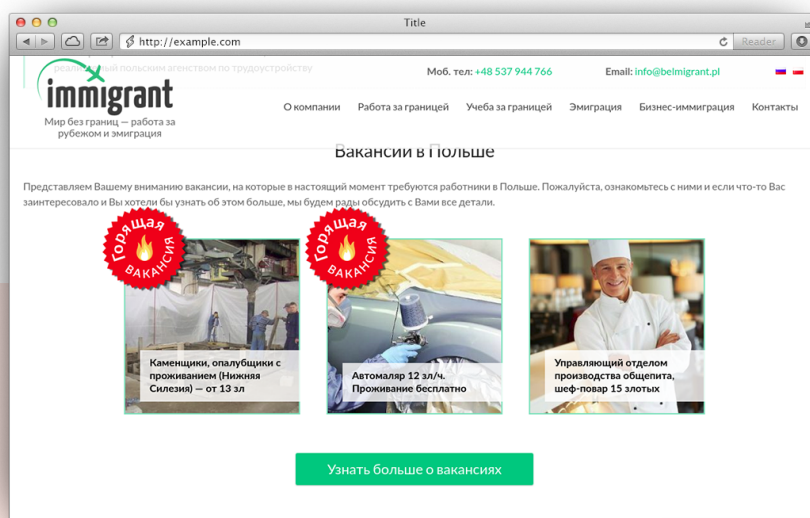 Title
http://example.com
Reader
польским агенством по трудоустройству
immigrant
Мир без границ — работа за
рубежом и эмиграция
Моб. тел: +48 537 944 766
Email: info@belmigrant.pl
О компании Работа за границей Учеба за границей Эмиграция Бизнес-иммиграция Контакты
Вакансии в Польше
Представляем Вашему вниманию вакансии, на которые в настоящий момент требуются работники в Польше. Пожалуйста, ознакомьтесь с ними и если что-то Вас
заинтересовало и Вы хотели бы узнать об этом больше, мы будем рады обсудить с Вами все детали.
Горящая
ВАКАНСИЯ
Каменщики, опалубщики с
проживанием (Нижняя
Силезия) — от 13 зл
Горящая
ВАКАНСИЯ
Автомаляр 12 зл/ч.
Проживание бесплатно
Управляющий отделом
производства общепита,
шеф-повар 15 злотых
Узнать больше о вакансиях